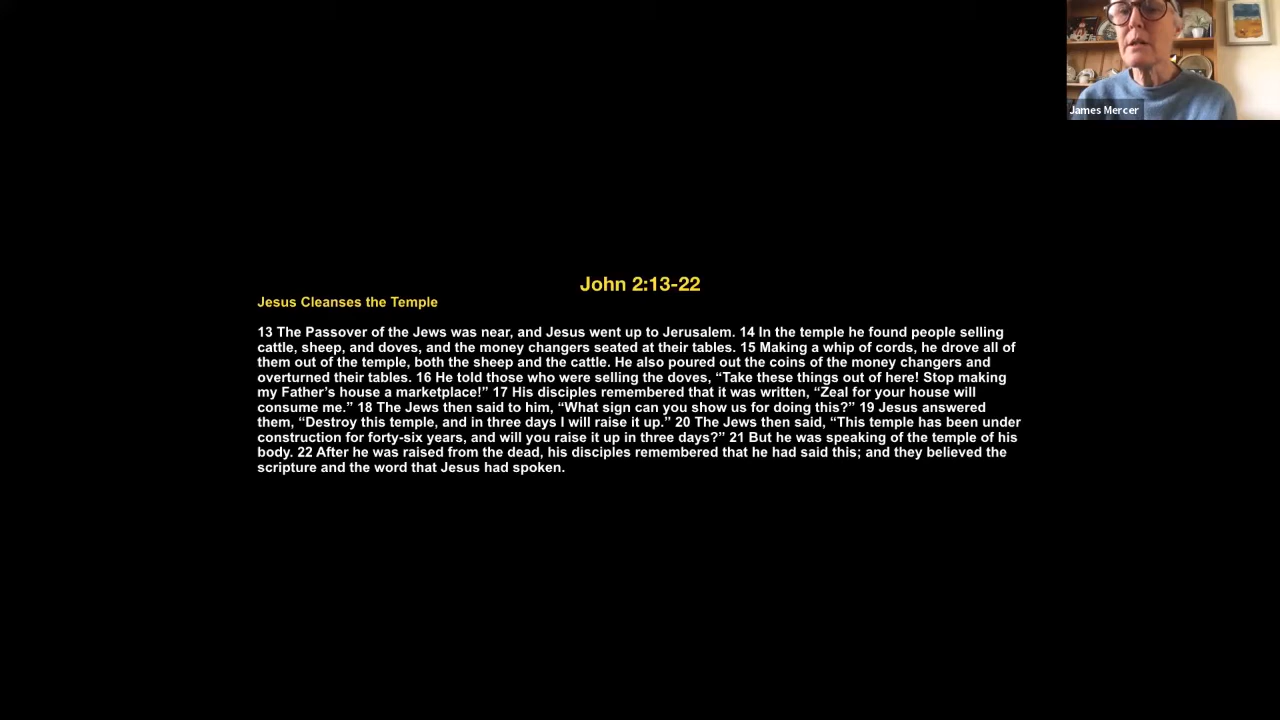 James Mercer
John 2:13-22
Jesus Cleanses the Temple
13 The Passover of the Jews was near, and Jesus went up to Jerusalem. 14 In the temple he found people selling
cattle, sheep, and doves, and the money changers seated at their tables. 15 Making a whip of cords, he drove all of
them out of the temple, both the sheep and the cattle. He also poured out the coins of the money changers and
overturned their tables. 16 He told those who were selling the doves, “Take these things out of here! Stop making
my Father’s house a marketplace!” 17 His disciples remembered that it was written, “Zeal for your house will
consume me.” 18 The Jews then said to him, “What sign can you show us for doing this?” 19 Jesus answered
them, “Destroy this temple, and in three days I will raise it up.” 20 The Jews then said, “This temple has been under
construction for forty-six years, and will you raise it up in three days?” 21 But he was speaking of the temple of his
body. 22 After he was raised from the dead, his disciples remembered that he had said this; and they believed the
scripture and the word that Jesus had spoken.